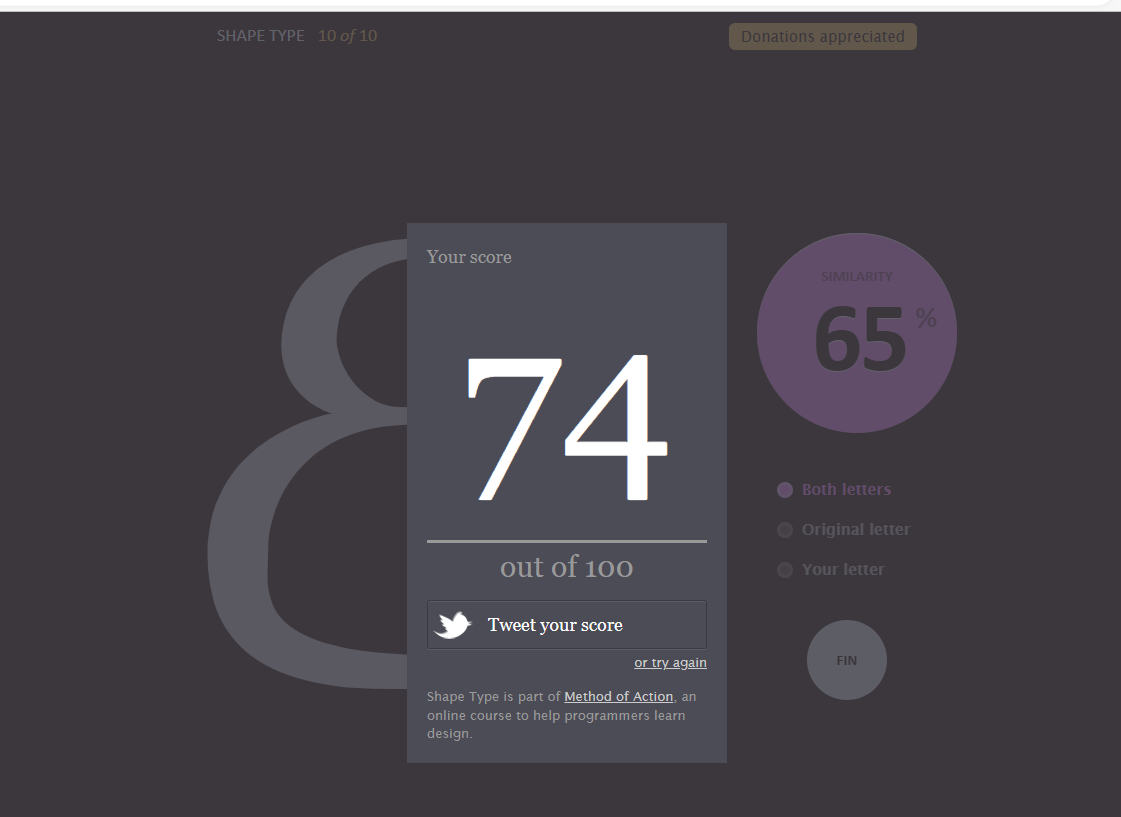 SHAPE TYPE 10 of 10
Donations appreciated
Your score
74
out of 100
Tweet your score
or try again
Shape Type is part of Method of Action, an
online course to help programmers learn
design.
SIMILARITY
65 %
Both letters
Original letter
Your letter
FIN